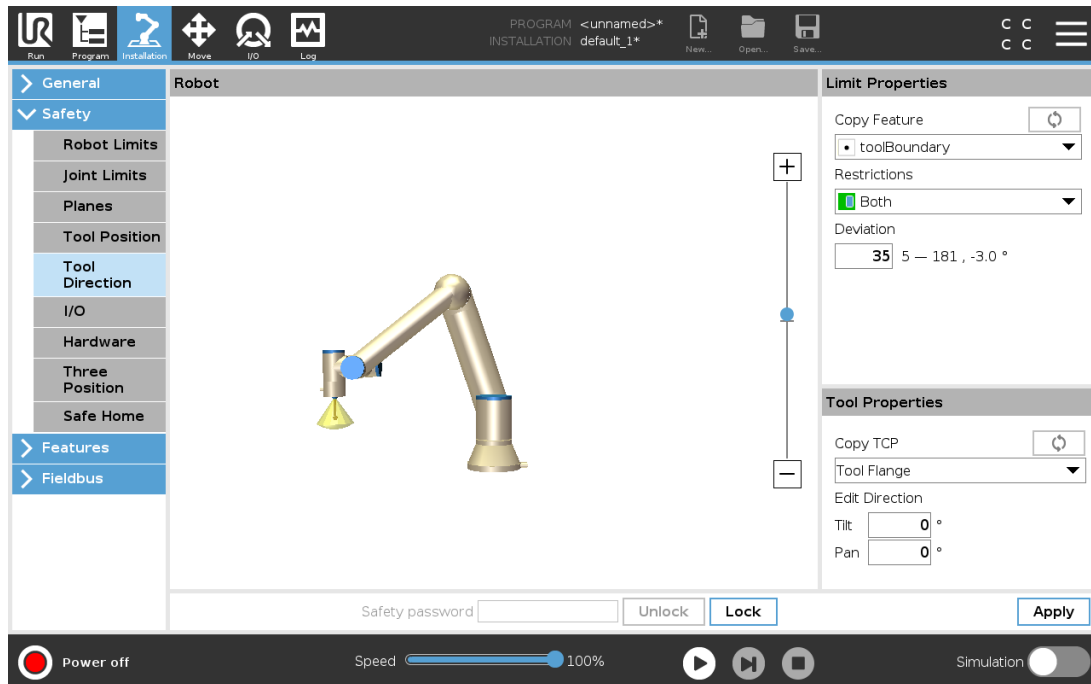 PROGRAM <unnamed>*
INSTALLATION default_1*
New... Open... Save...
C C
C C
Run Program Installation Move I/O Log
General
Safety
Robot Limits
Joint Limits
Planes
Tool Position
Tool
Direction
I/O
Hardware
Three
Position
Safe Home
Features
Fieldbus
Robot
Limit Properties
Copy Feature
toolBoundary
Restrictions
Both
Deviation
35 5 — 181 , -3.0 °
Tool Properties
Copy TCP
Tool Flange
Edit Direction
Tilt 0 °
Pan 0 °
Safety password Unlock Lock Apply
Power off Speed 100% Simulation